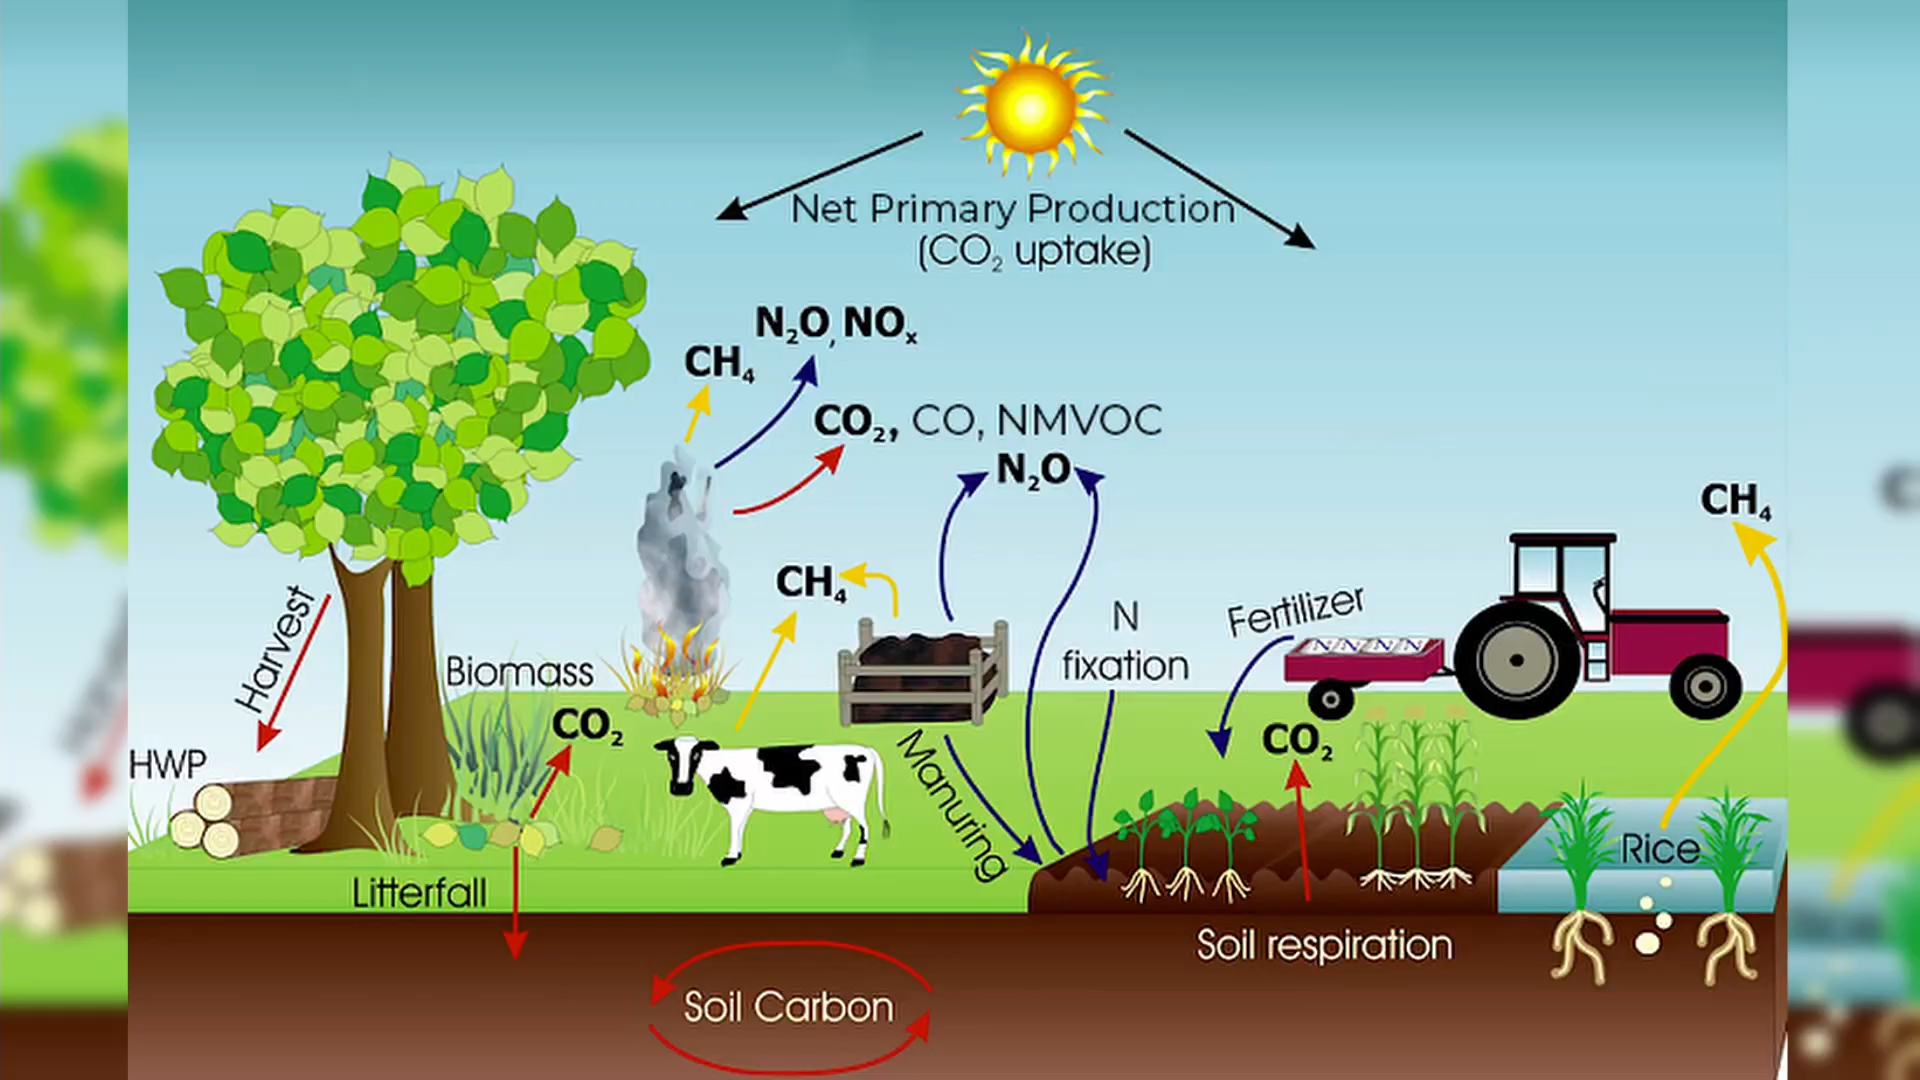 Net Primary Production
(CO₂ uptake)
N₂O, NOₓ
CH₄
CO₂, CO, NMVOC
N₂O
CH₄
CH₄
N
fixation
Fertilizer
N N N N
Harvest
Biomass
CO₂
CO₂
HWP
Manuring
Rice
Litterfall
Soil respiration
Soil Carbon